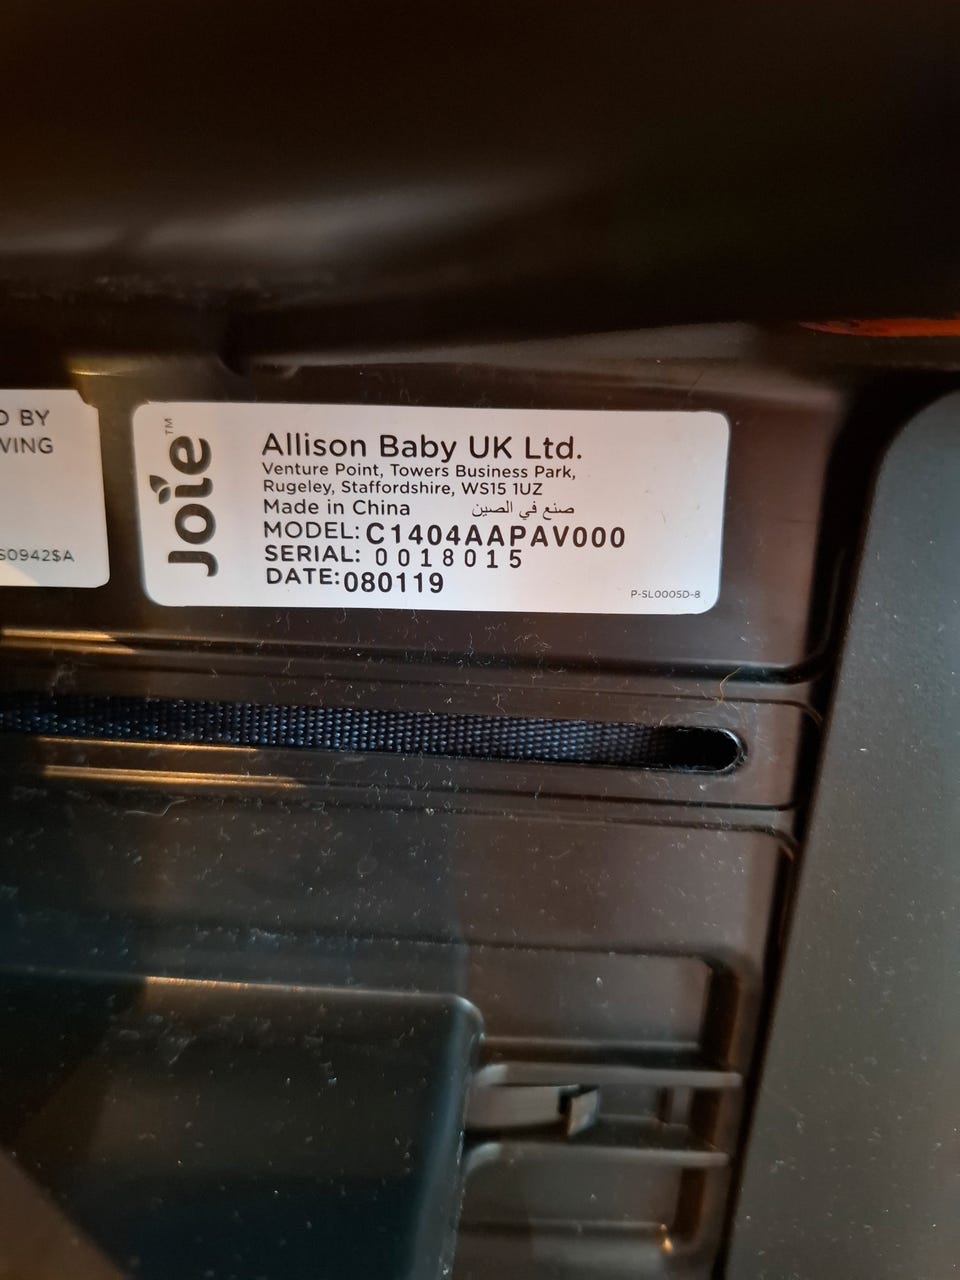 D BY
VING
S0942$A
Joie™
Allison Baby UK Ltd.
Venture Point, Towers Business Park,
Rugeley, Staffordshire, WS15 1UZ
Made in China صنع في الصين
MODEL: C1404AAPAV000
SERIAL: 0018015
DATE: 080119
P-SL0005D-8